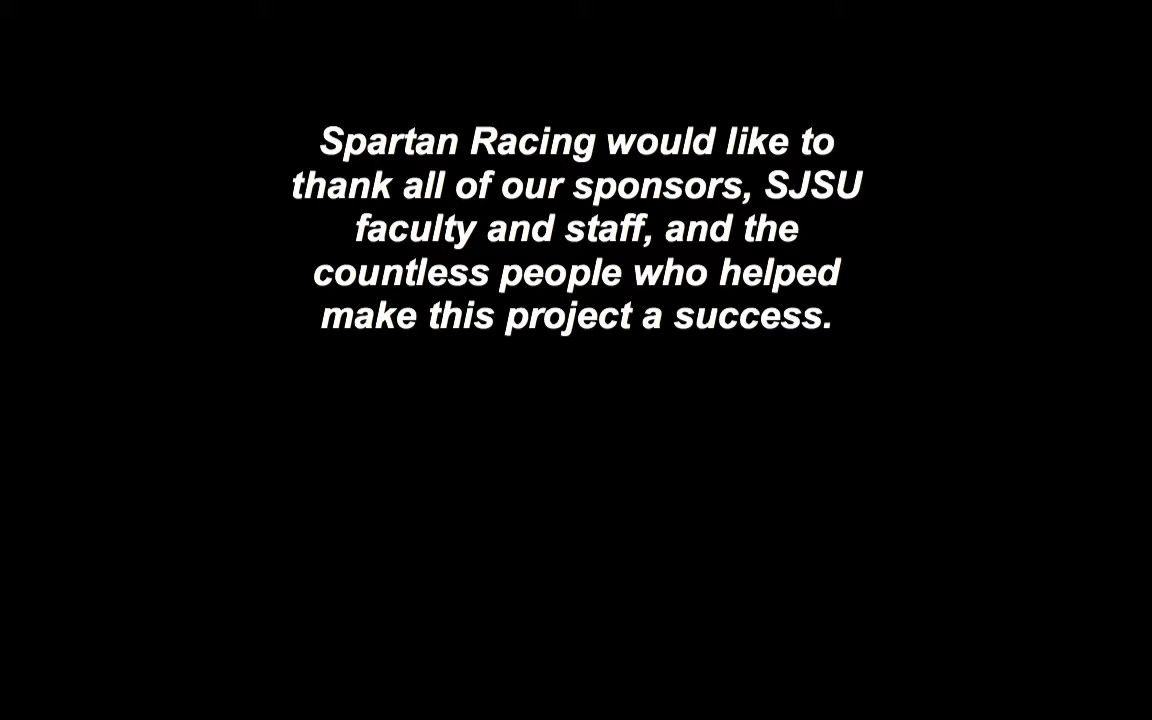 Spartan Racing would like to
thank all of our sponsors, SJSU
faculty and staff, and the
countless people who helped
make this project a success.